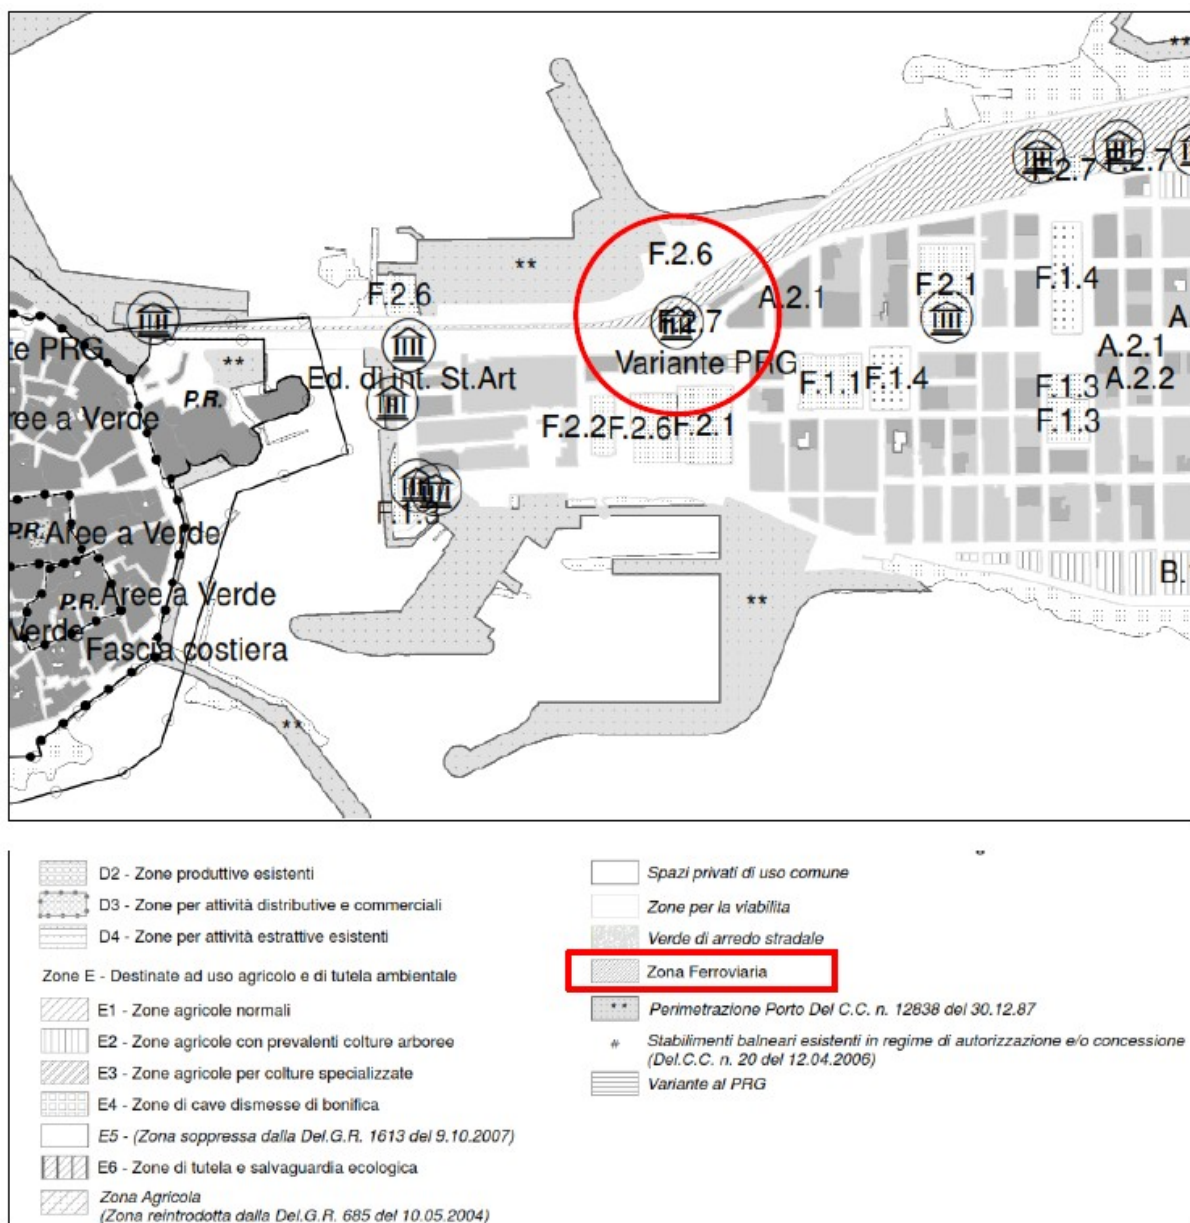 **
F.2.7
F.2.7
F.2.6
**
F.2.6
F.2.1
F.1.4
A.2.1
F.2.7
A
te PRG
**
Variante PRG
A.2.1
Ed. di int. St.Art
F.1.1
F.1.4
F.1.3
A.2.2
P.R.
ree a Verde
F.2.2
F.2.6
F.2.1
F.1.3
F.1.3
P.R.
Aree a Verde
B.
P.R.
Aree a Verde
**
Verde
Fascia costiera
**
D2 - Zone produttive esistenti
D3 - Zone per attività distributive e commerciali
D4 - Zone per attività estrattive esistenti
Zone E - Destinate ad uso agricolo e di tutela ambientale
E1 - Zone agricole normali
E2 - Zone agricole con prevalenti colture arboree
E3 - Zone agricole per colture specializzate
E4 - Zone di cave dismesse di bonifica
E5 - (Zona soppressa dalla Del.G.R. 1613 del 9.10.2007)
E6 - Zone di tutela e salvaguardia ecologica
Zona Agricola
(Zona reintrodotta dalla Del.G.R. 685 del 10.05.2004)
Spazi privati di uso comune
Zone per la viabilita
Verde di arredo stradale
Zona Ferroviaria
** Perimetrazione Porto Del C.C. n. 12838 del 30.12.87
# Stabilimenti balneari esistenti in regime di autorizzazione e/o concessione
(Del.C.C. n. 20 del 12.04.2006)
Variante al PRG